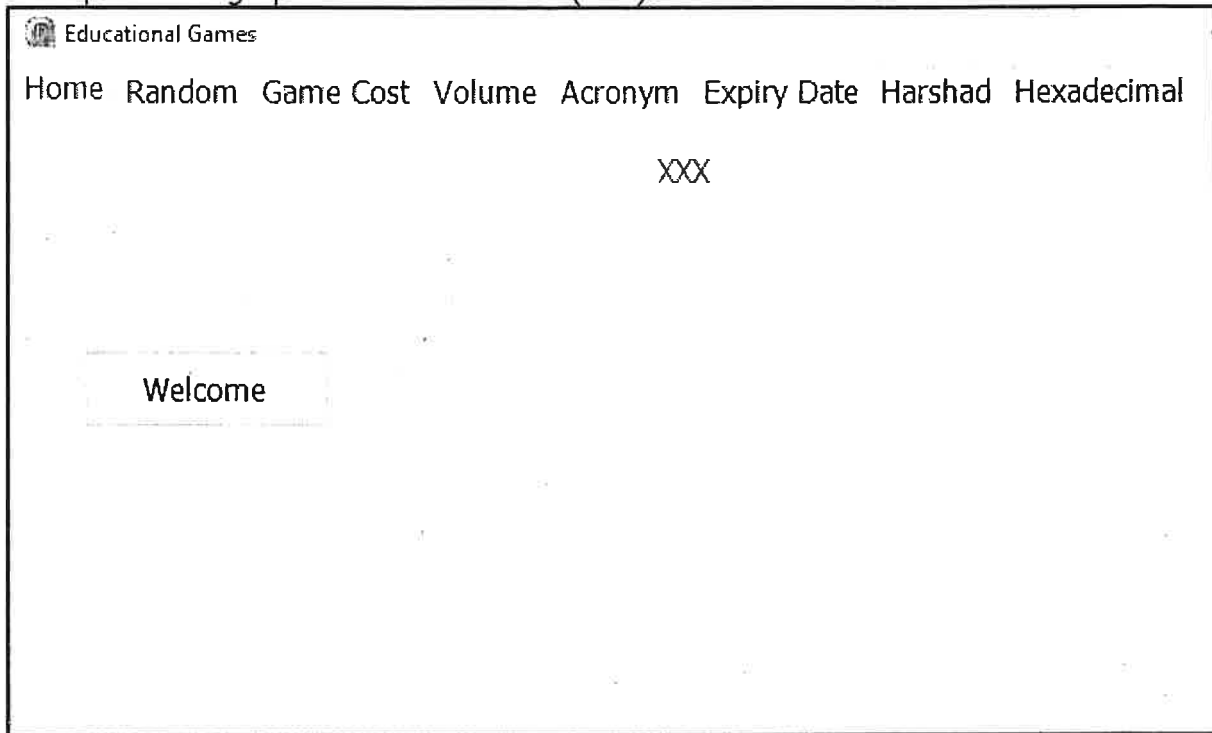 Educational Games
Home Random Game Cost Volume Acronym Expiry Date Harshad Hexadecimal
XXX
Welcome